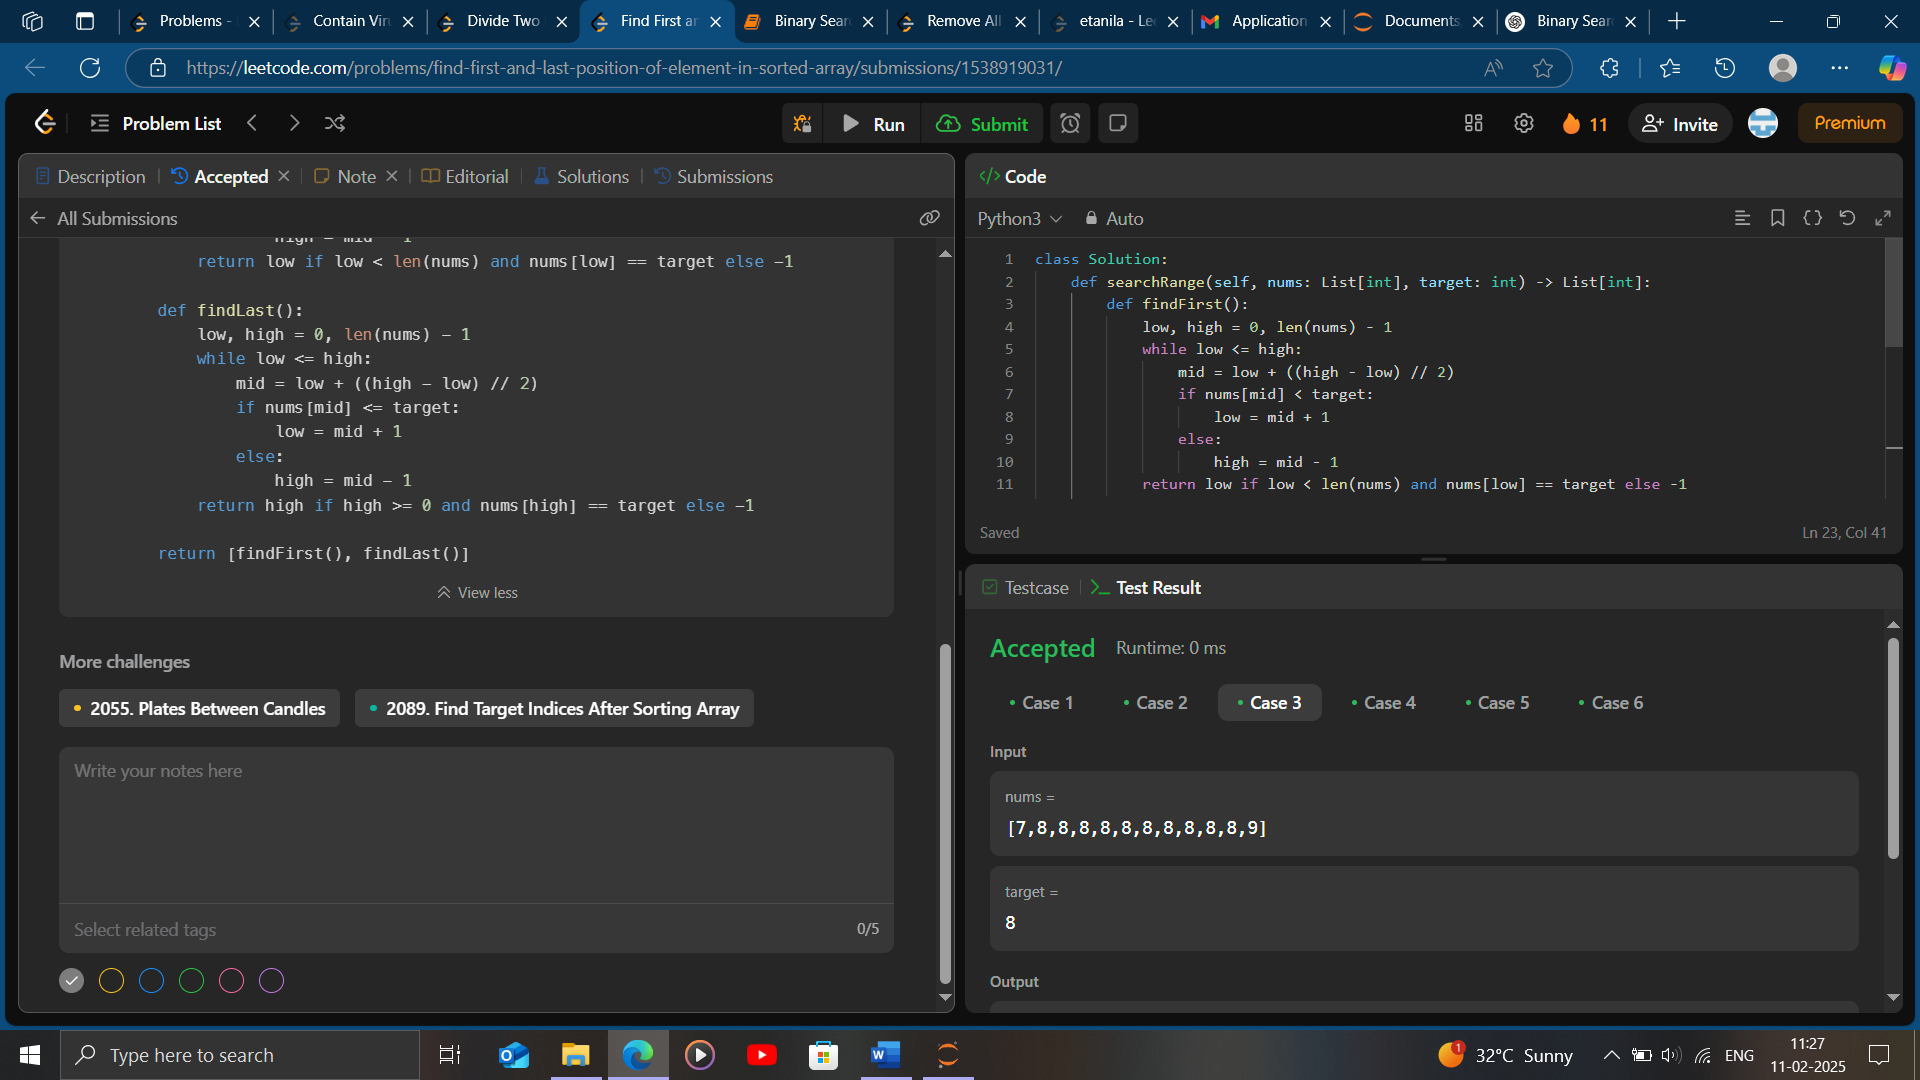 Problems -
Contain Vir
Divide Two
Find First ar
Binary Sear
Remove All
etanila - Le
Application
Documents
Binary Sear
https://leetcode.com/problems/find-first-and-last-position-of-element-in-sorted-array/submissions/1538919031/
Problem List
Run
Submit
11
Invite
Premium
Description
Accepted
Note
Editorial
Solutions
Submissions
All Submissions
high = mid - 1
return low if low < len(nums) and nums[low] == target else -1
def findLast():
low, high = 0, len(nums) - 1
while low <= high:
mid = low + ((high - low) // 2)
if nums[mid] <= target:
low = mid + 1
else:
high = mid - 1
return high if high >= 0 and nums[high] == target else -1
return [findFirst(), findLast()]
View less
More challenges
2055. Plates Between Candles
2089. Find Target Indices After Sorting Array
Write your notes here
Select related tags
0/5
</> Code
Python3
Auto
1 class Solution:
2 def searchRange(self, nums: List[int], target: int) -> List[int]:
3 def findFirst():
4 low, high = 0, len(nums) - 1
5 while low <= high:
6 mid = low + ((high - low) // 2)
7 if nums[mid] < target:
8 low = mid + 1
9 else:
10 high = mid - 1
11 return low if low < len(nums) and nums[low] == target else -1
Saved
Ln 23, Col 41
Testcase
Test Result
Accepted
Runtime: 0 ms
Case 1
Case 2
Case 3
Case 4
Case 5
Case 6
Input
nums =
[7,8,8,8,8,8,8,8,8,8,8,9]
target =
8
Output
Type here to search
1
32°C Sunny
ENG
11:27
11-02-2025